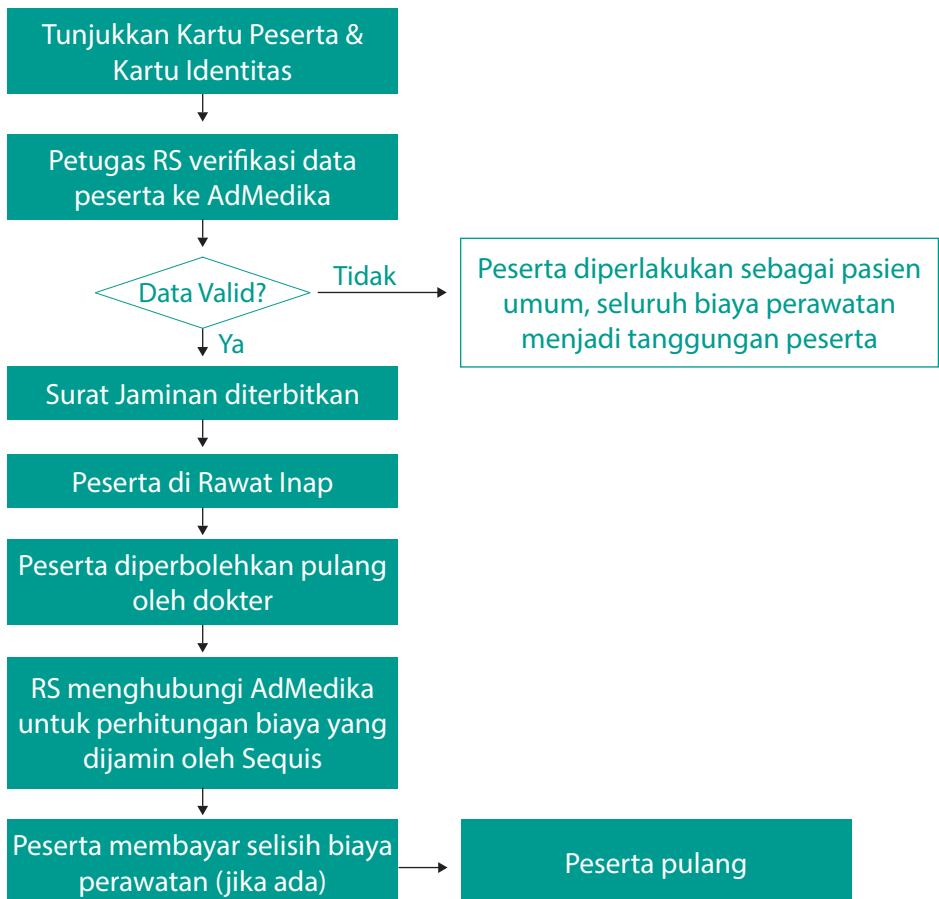 Tunjukkan Kartu Peserta &
Kartu Identitas
Petugas RS verifikasi data
peserta ke AdMedika
Data Valid?
Tidak
Peserta diperlakukan sebagai pasien
umum, seluruh biaya perawatan
menjadi tanggungan peserta
Ya
Surat Jaminan diterbitkan
Peserta di Rawat Inap
Peserta diperbolehkan pulang
oleh dokter
RS menghubungi AdMedika
untuk perhitungan biaya yang
dijamin oleh Sequis
Peserta membayar selisih biaya
perawatan (jika ada)
Peserta pulang